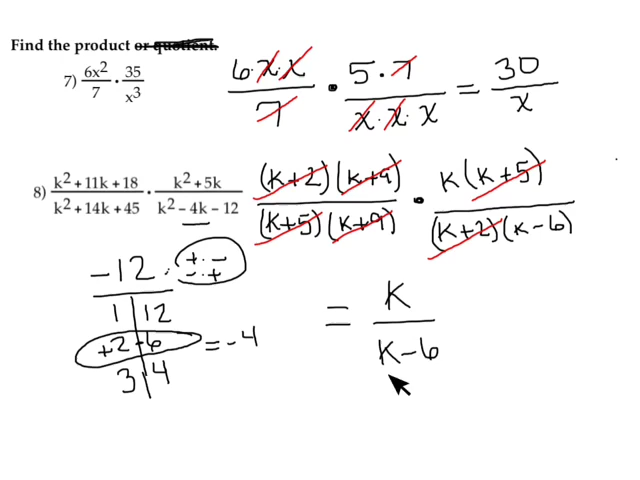 Find the product or quotient.
7) 6x²/7 · 35/x³ 6·x·x/7 · 5·7/x·x·x = 30/x
8) k² + 11k + 18/k² + 14k + 45 · k² + 5k/k² − 4k − 12 (k+2)(k+9)/(k+5)(k+9) · k(k+5)/(k+2)(k−6)
−12 · + · −
− · +
1 | 12
+2 | −6 = −4
3 | 4
= k/k−6